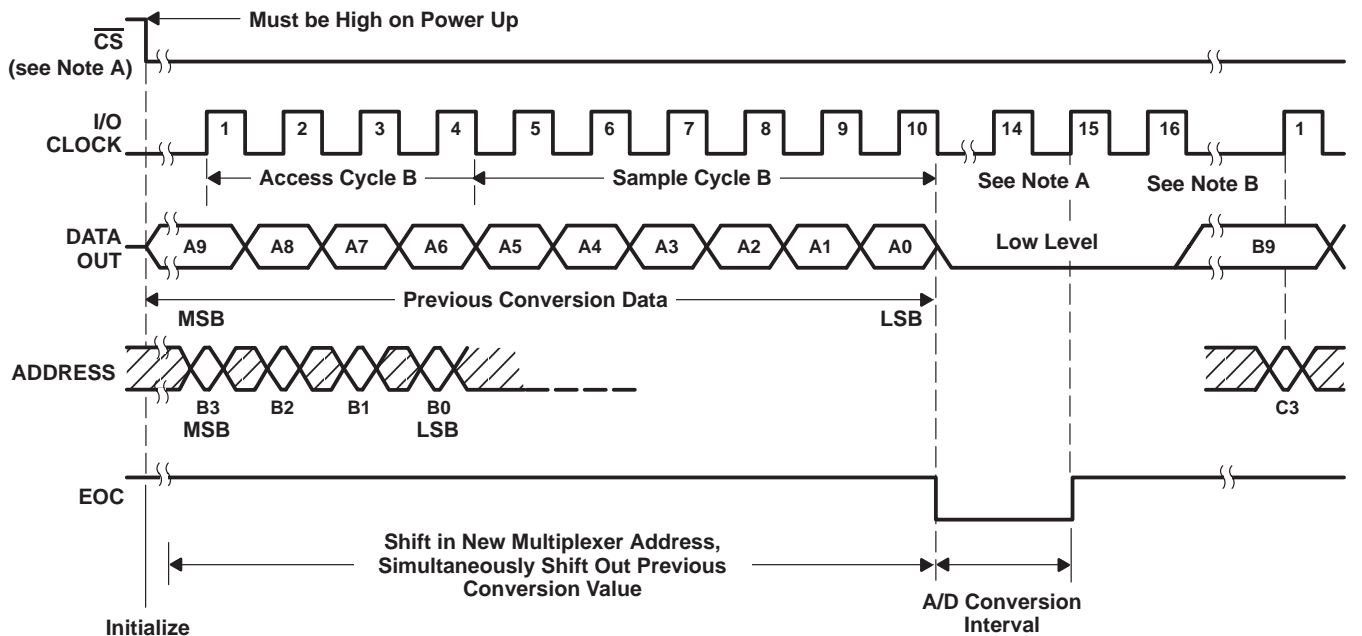 Must be High on Power Up
CS
(see Note A)
I/O
CLOCK
1 2 3 4 5 6 7 8 9 10 14 15 16 1
Access Cycle B
Sample Cycle B
See Note A
See Note B
DATA
OUT
A9 A8 A7 A6 A5 A4 A3 A2 A1 A0
Low Level
B9
Previous Conversion Data
MSB
LSB
ADDRESS
B3 B2 B1 B0
MSB
LSB
C3
EOC
Shift in New Multiplexer Address,
Simultaneously Shift Out Previous
Conversion Value
A/D Conversion
Interval
Initialize